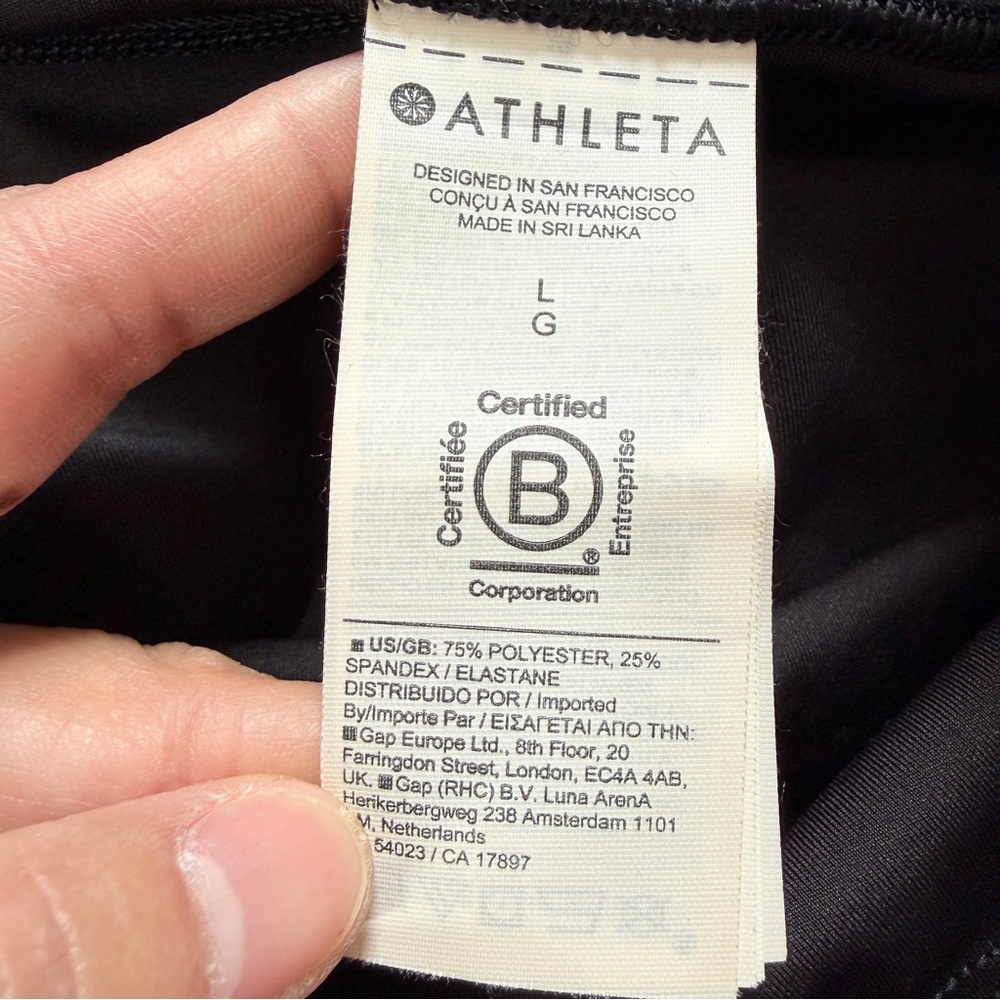 ATHLETA
DESIGNED IN SAN FRANCISCO
CONÇU À SAN FRANCISCO
MADE IN SRI LANKA
L
G
Certified
Certifiée
B
Entreprise
®
Corporation
US/GB: 75% POLYESTER, 25%
SPANDEX / ELASTANE
DISTRIBUIDO POR / Imported
By/Importe Par / ΕΙΣΑΓΕΤΑΙ ΑΠΟ ΤΗΝ:
Gap Europe Ltd., 8th Floor, 20
Farringdon Street, London, EC4A 4AB,
UK. Gap (RHC) B.V. Luna ArenA
Herikerbergweg 238 Amsterdam 1101
M, Netherlands
54023 / CA 17897